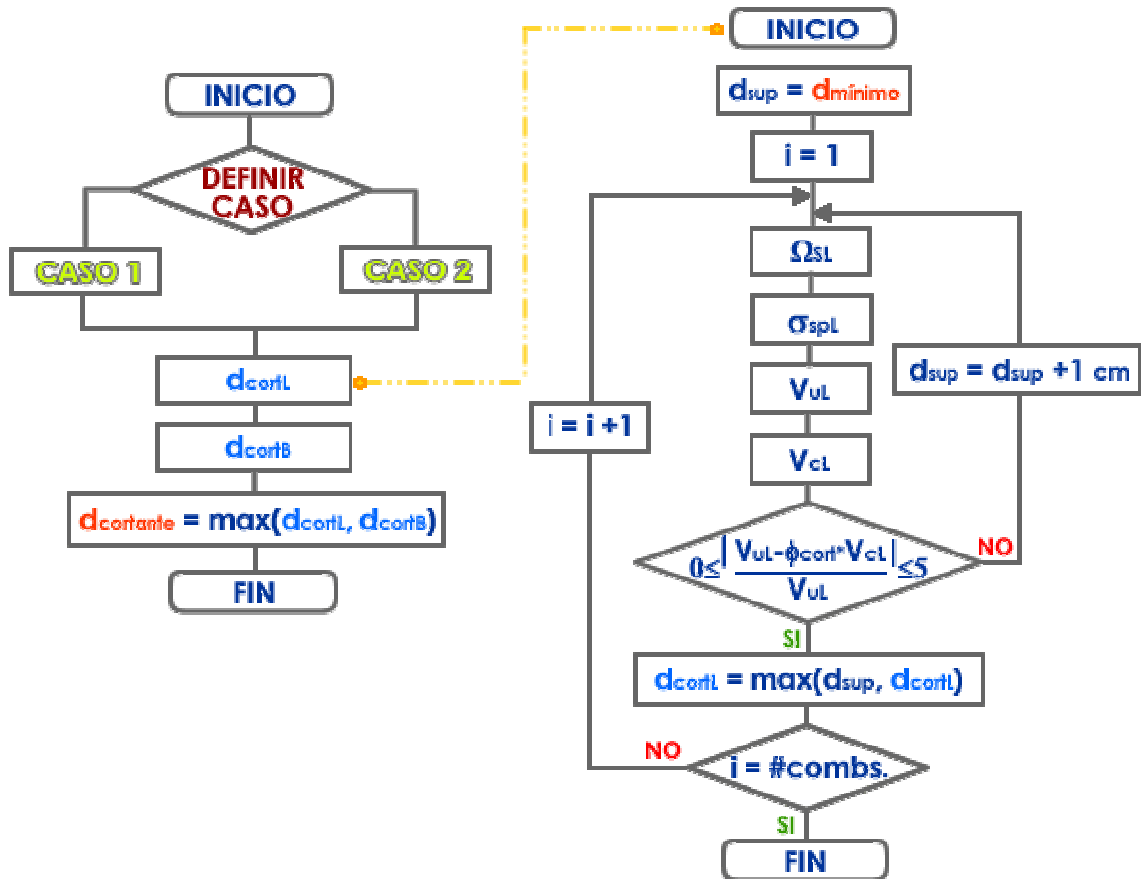 INICIO
DEFINIR
CASO
CASO 1
CASO 2
dcortL
dcortB
dcortante = max(dcortL, dcortB)
FIN
INICIO
dsup = dmínimo
i = 1
ΩSL
σspL
VuL
VcL
dsup = dsup +1 cm
i = i +1
0≤|VuL-ϕcort*VcL|≤5
VuL
NO
SI
dcortL = max(dsup, dcortL)
NO
i = #combs.
SI
FIN